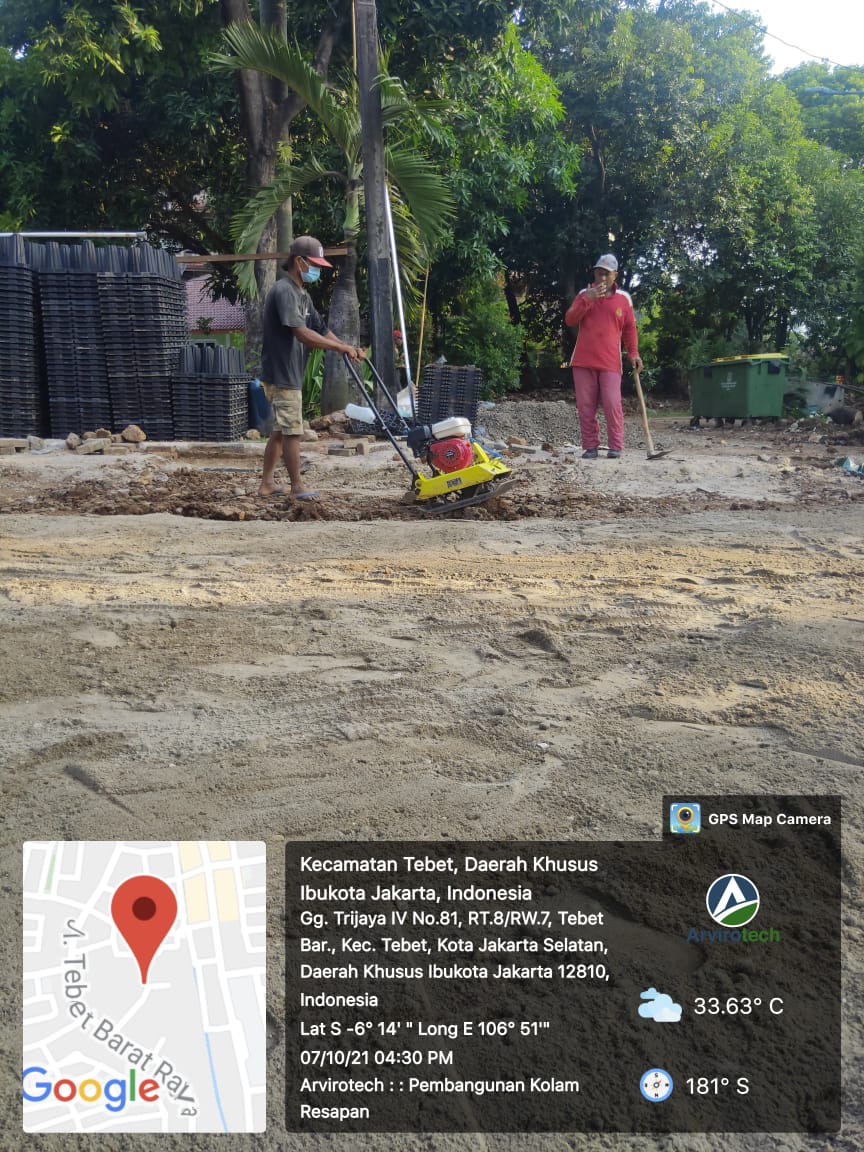 GPS Map Camera
Kecamatan Tebet, Daerah Khusus
Ibukota Jakarta, Indonesia
Gg. Trijaya IV No.81, RT.8/RW.7, Tebet
Bar., Kec. Tebet, Kota Jakarta Selatan,
Daerah Khusus Ibukota Jakarta 12810,
Indonesia
Lat S -6° 14' " Long E 106° 51'"
07/10/21 04:30 PM
Arvirotech : : Pembangunan Kolam
Resapan
Arvirotech
33.63° C
181° S
Jl. Tebet Barat Raya
Google